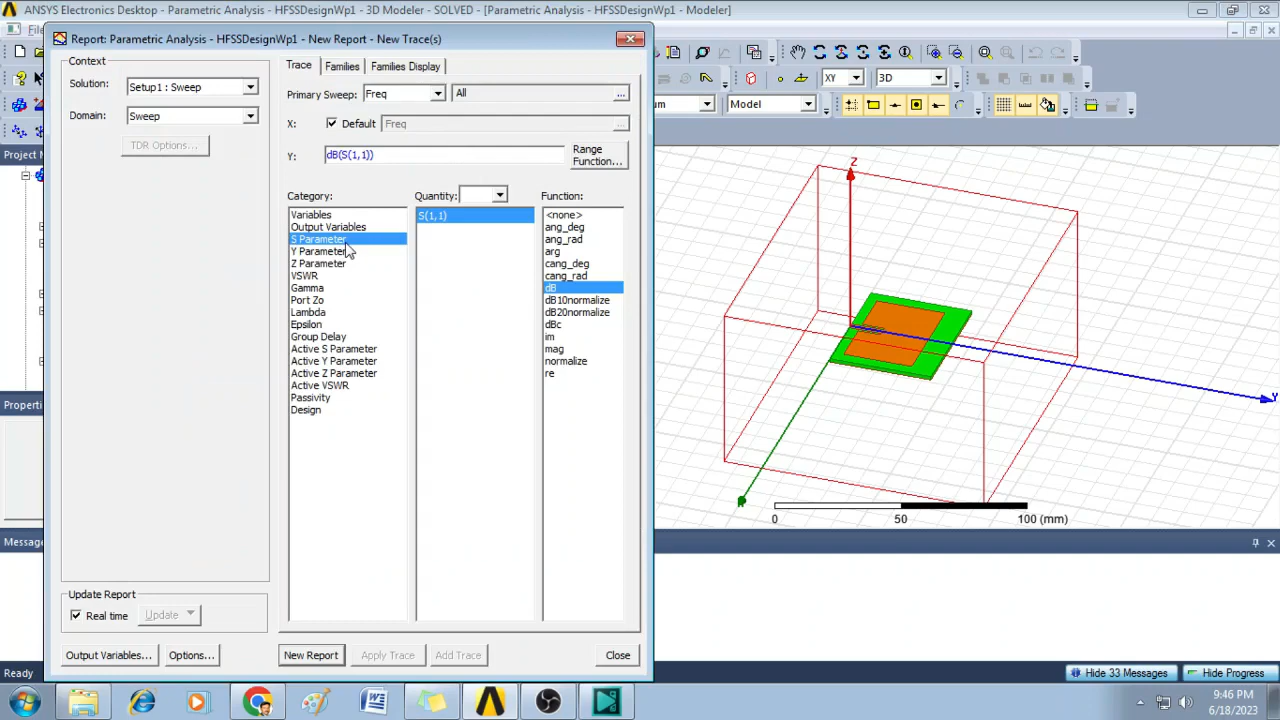 ANSYS Electronics Desktop - Parametric Analysis - HFSSDesignWp1 - 3D Modeler - SOLVED - [Parametric Analysis - HFSSDesignWp1 - Modeler]
File
Report: Parametric Analysis - HFSSDesignWp1 - New Report - New Trace(s)
Context
Solution:
Setup1 : Sweep
Domain:
Sweep
TDR Options...
Trace
Families
Families Display
Primary Sweep:
Freq
All
...
X:
Default
Freq
...
Y:
dB(S(1,1))
Range
Function...
Category:
Quantity:
Function:
Variables
Output Variables
S Parameter
Y Parameter
Z Parameter
VSWR
Gamma
Port Zo
Lambda
Epsilon
Group Delay
Active S Parameter
Active Y Parameter
Active Z Parameter
Active VSWR
Passivity
Design
S(1,1)
<none>
ang_deg
ang_rad
arg
cang_deg
cang_rad
dB
dB10normalize
dB20normalize
dBc
im
mag
normalize
re
Update Report
Real time
Update
Output Variables...
Options...
New Report
Apply Trace
Add Trace
Close
XY
3D
um
Model
Project M
Properti
Messag
Z
Y
0
50
100 (mm)
Ready
Hide 33 Messages
Hide Progress
9:46 PM
6/18/2023